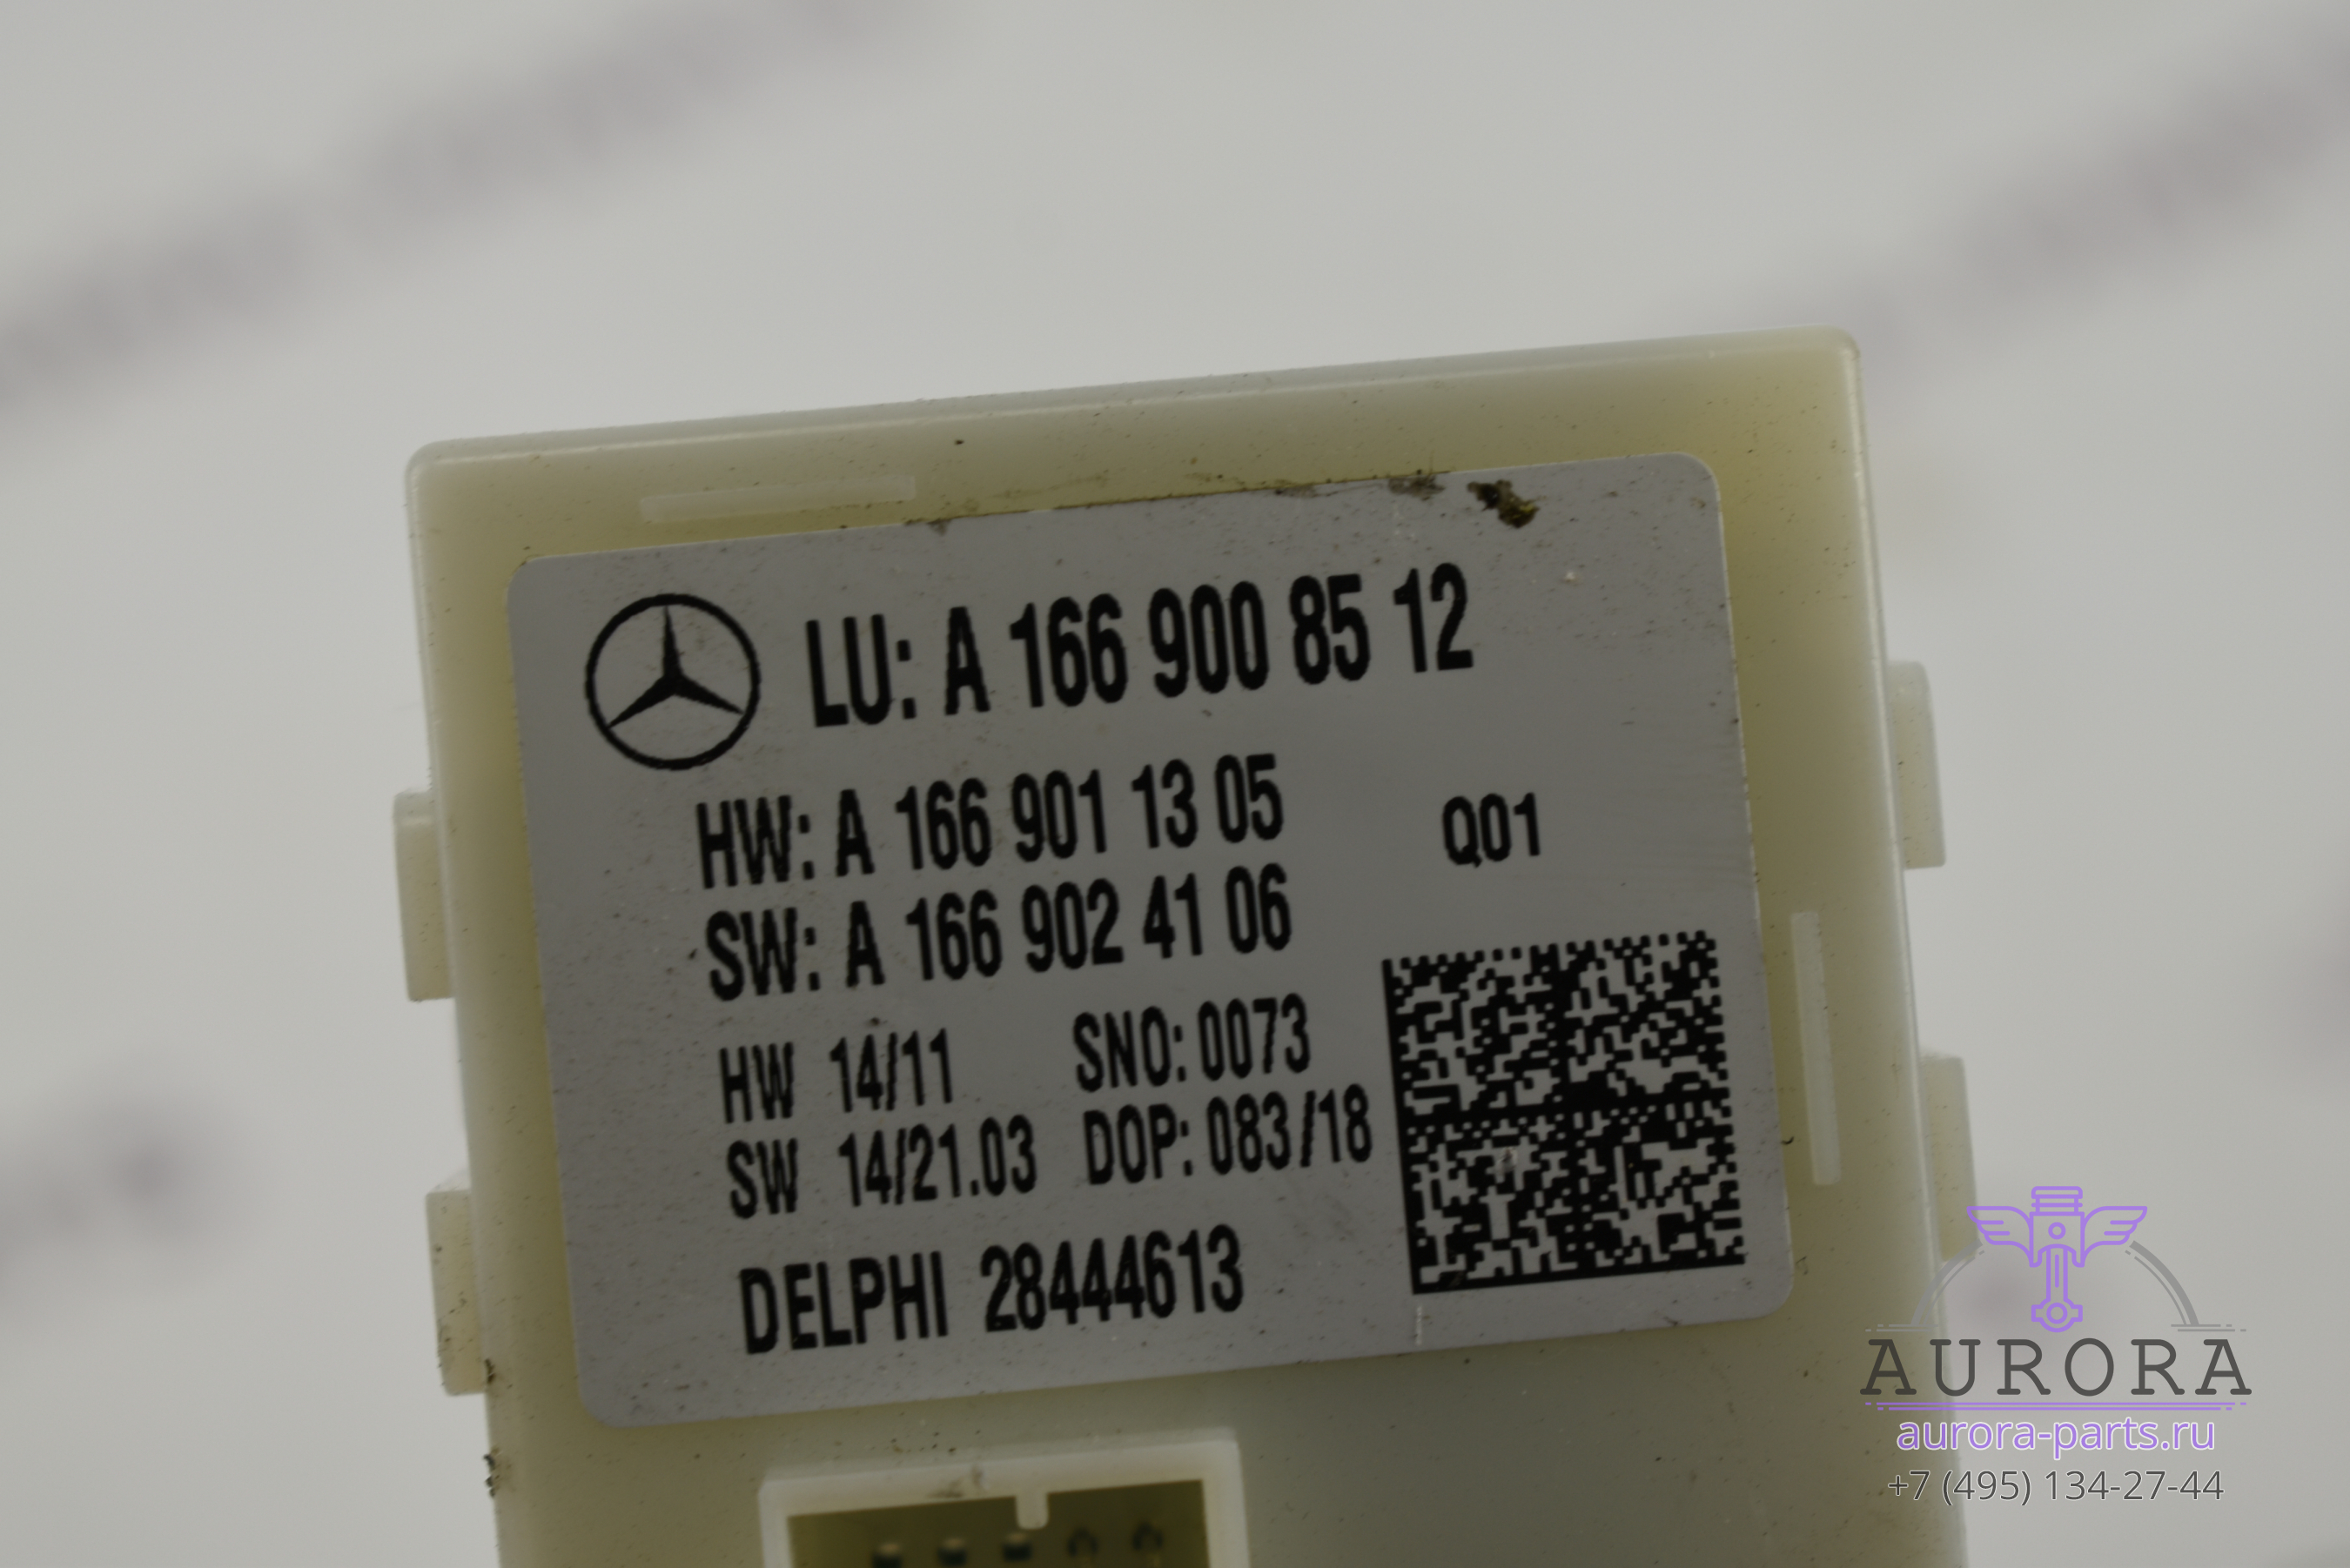 LU: A 166 900 85 12
HW: A 166 901 13 05
Q01
SW: A 166 902 41 06
HW 14/11 SNO: 0073
SW 14/21.03 DOP: 083/18
DELPHI 28444613
AURORA
aurora-parts.ru
+7 (495) 134-27-44